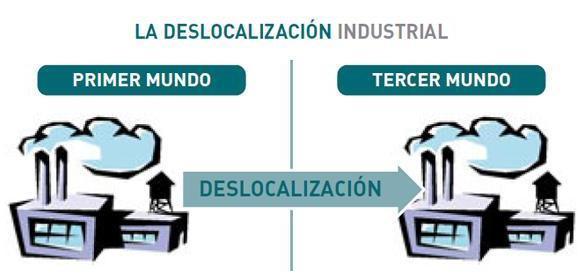 LA DESLOCALIZACIÓN INDUSTRIAL
PRIMER MUNDO
TERCER MUNDO
DESLOCALIZACIÓN